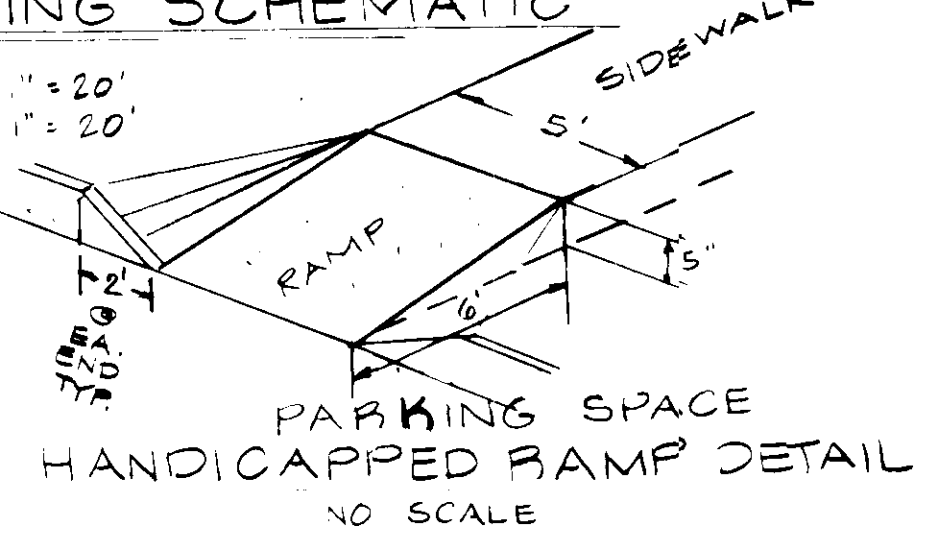 ING SCHEMATIC
" = 20'
1" = 20'
SIDEWALK
5'
RAMP
5"
6'
2'
@
EA.
END
TYP.
PARKING SPACE
HANDICAPPED RAMP DETAIL
NO SCALE